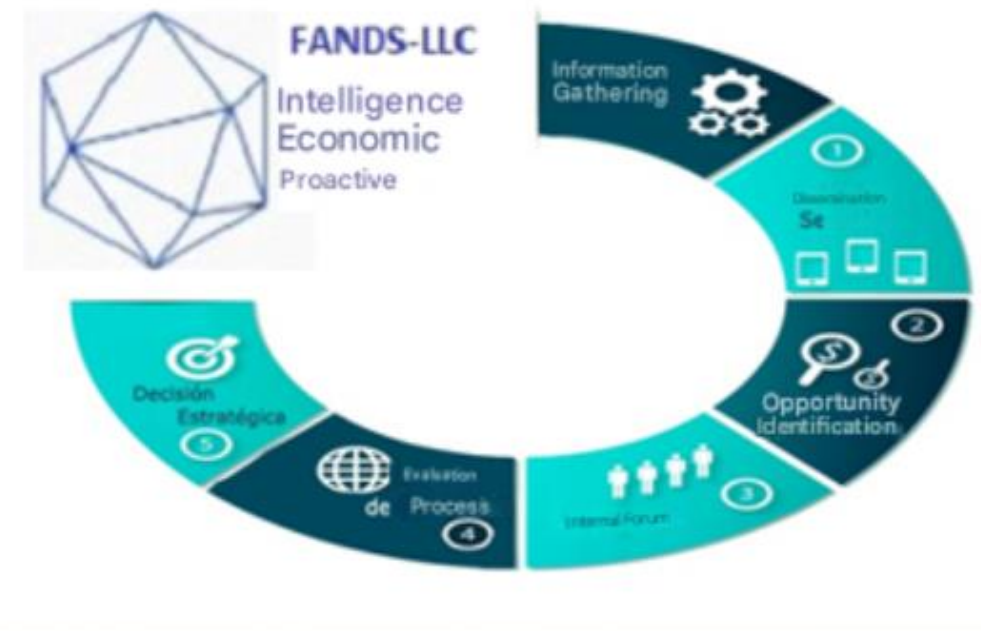 FANDS-LLC
Intelligence
Economic
Proactive
Information
Gathering
1
Dissemination
Se
2
Opportunity
Identification
3
Internal Forum
Evaluation
de Process
4
Decisión
Estratégica
5